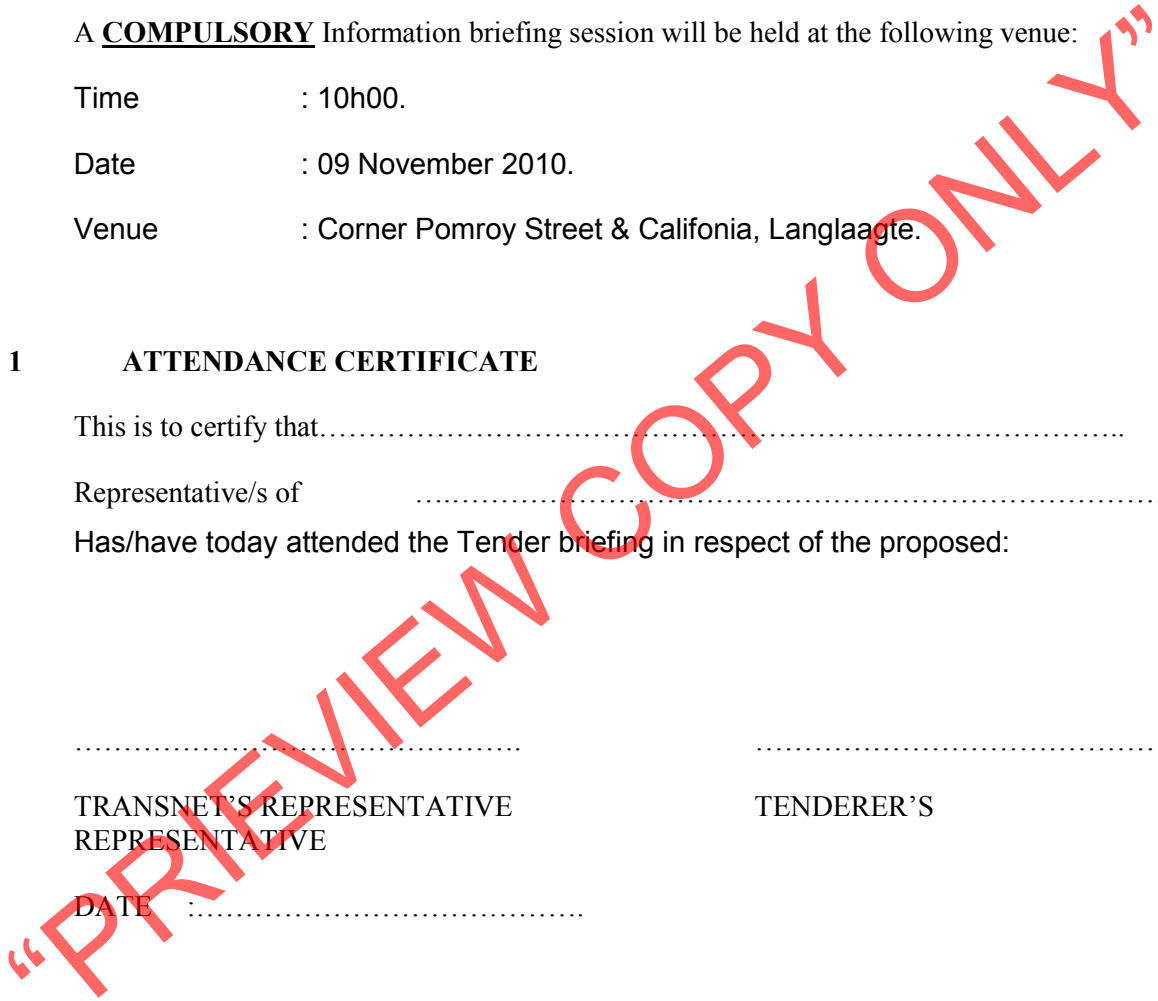 A COMPULSORY Information briefing session will be held at the following venue:
Time : 10h00.
Date : 09 November 2010.
Venue : Corner Pomroy Street & Califonia, Langlaagte.
1 ATTENDANCE CERTIFICATE
This is to certify that………………………………………………………………………..
Representative/s of ….…………………………………………………………………
Has/have today attended the Tender briefing in respect of the proposed:
………………………………………. ……………………………………
TRANSNET’S REPRESENTATIVE TENDERER’S
REPRESENTATIVE
DATE :………………………………….
“PRIEVIEW COPY ONLY”